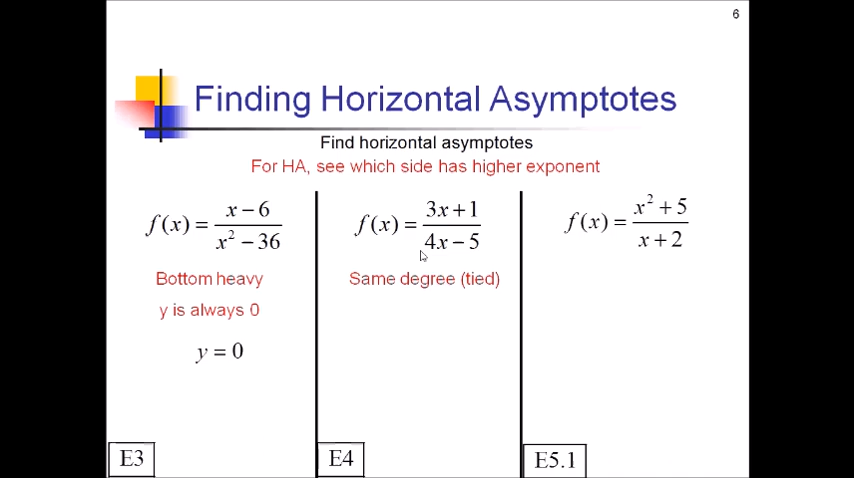 6
Finding Horizontal Asymptotes
Find horizontal asymptotes
For HA, see which side has higher exponent
f(x) = (x − 6)/(x² − 36)
Bottom heavy
y is always 0
y = 0
E3
f(x) = (3x + 1)/(4x − 5)
Same degree (tied)
E4
f(x) = (x² + 5)/(x + 2)
E5.1